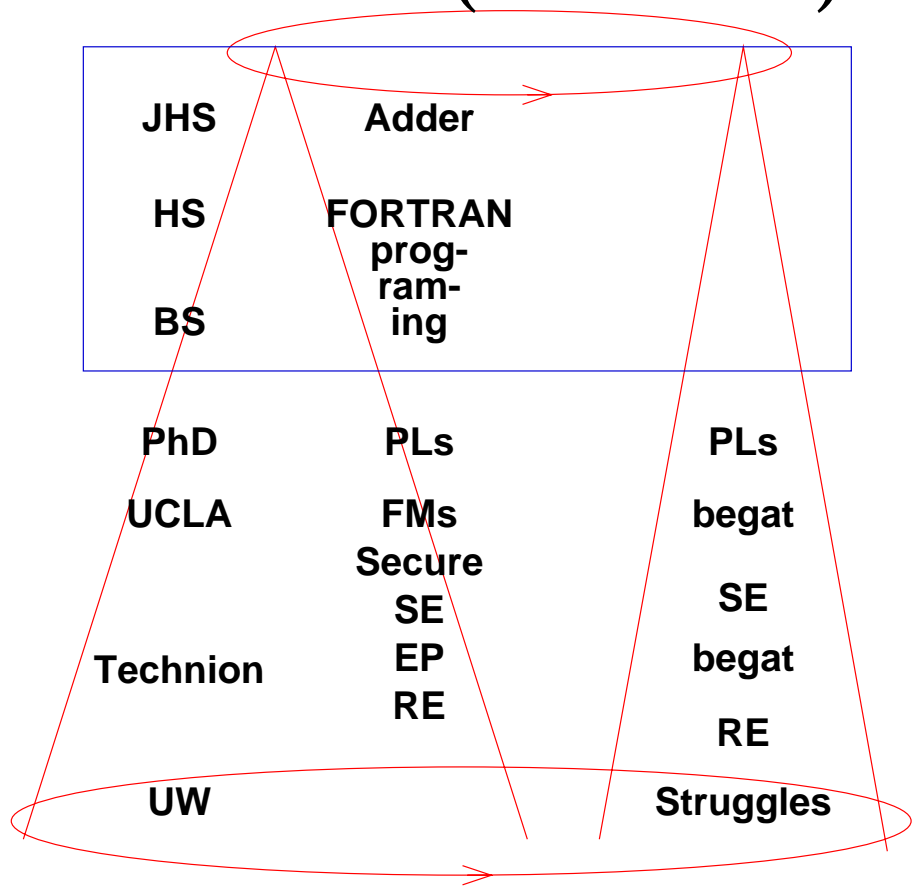 JHS Adder
HS FORTRAN
prog-
ram-
BS ing
PhD PLs PLs
UCLA FMs begat
Secure
SE SE
EP begat
Technion
RE RE
UW Struggles